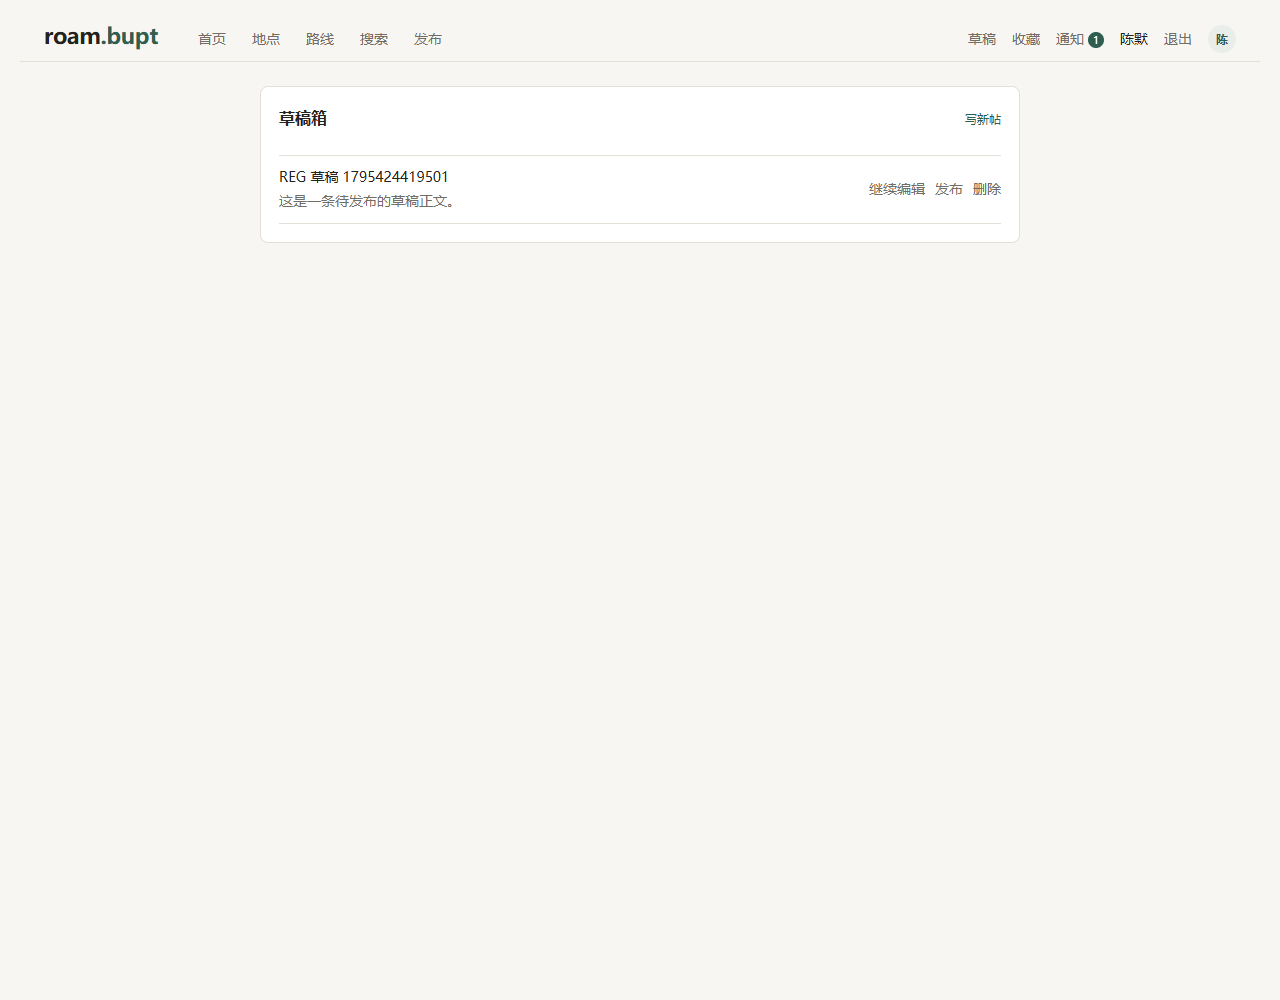 roam.bupt 首页 地点 路线 搜索 发布 草稿 收藏 通知 1 陈默 退出 陈
草稿箱 写新帖
REG 草稿 1795424419501
这是一条待发布的草稿正文。
继续编辑 发布 删除